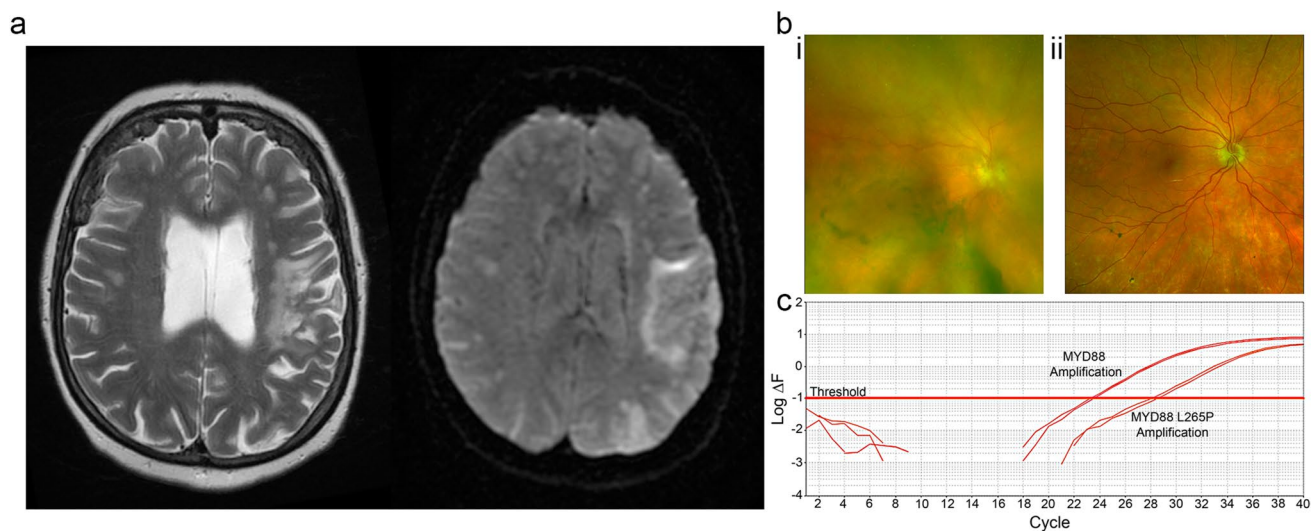 a
b
i
ii
c
2
1
0
-1
-2
-3
-4
Log ΔF
Threshold
MYD88
Amplification
MYD88 L265P
Amplification
2 4 6 8 10 12 14 16 18 20 22 24 26 28 30 32 34 36 38 40
Cycle